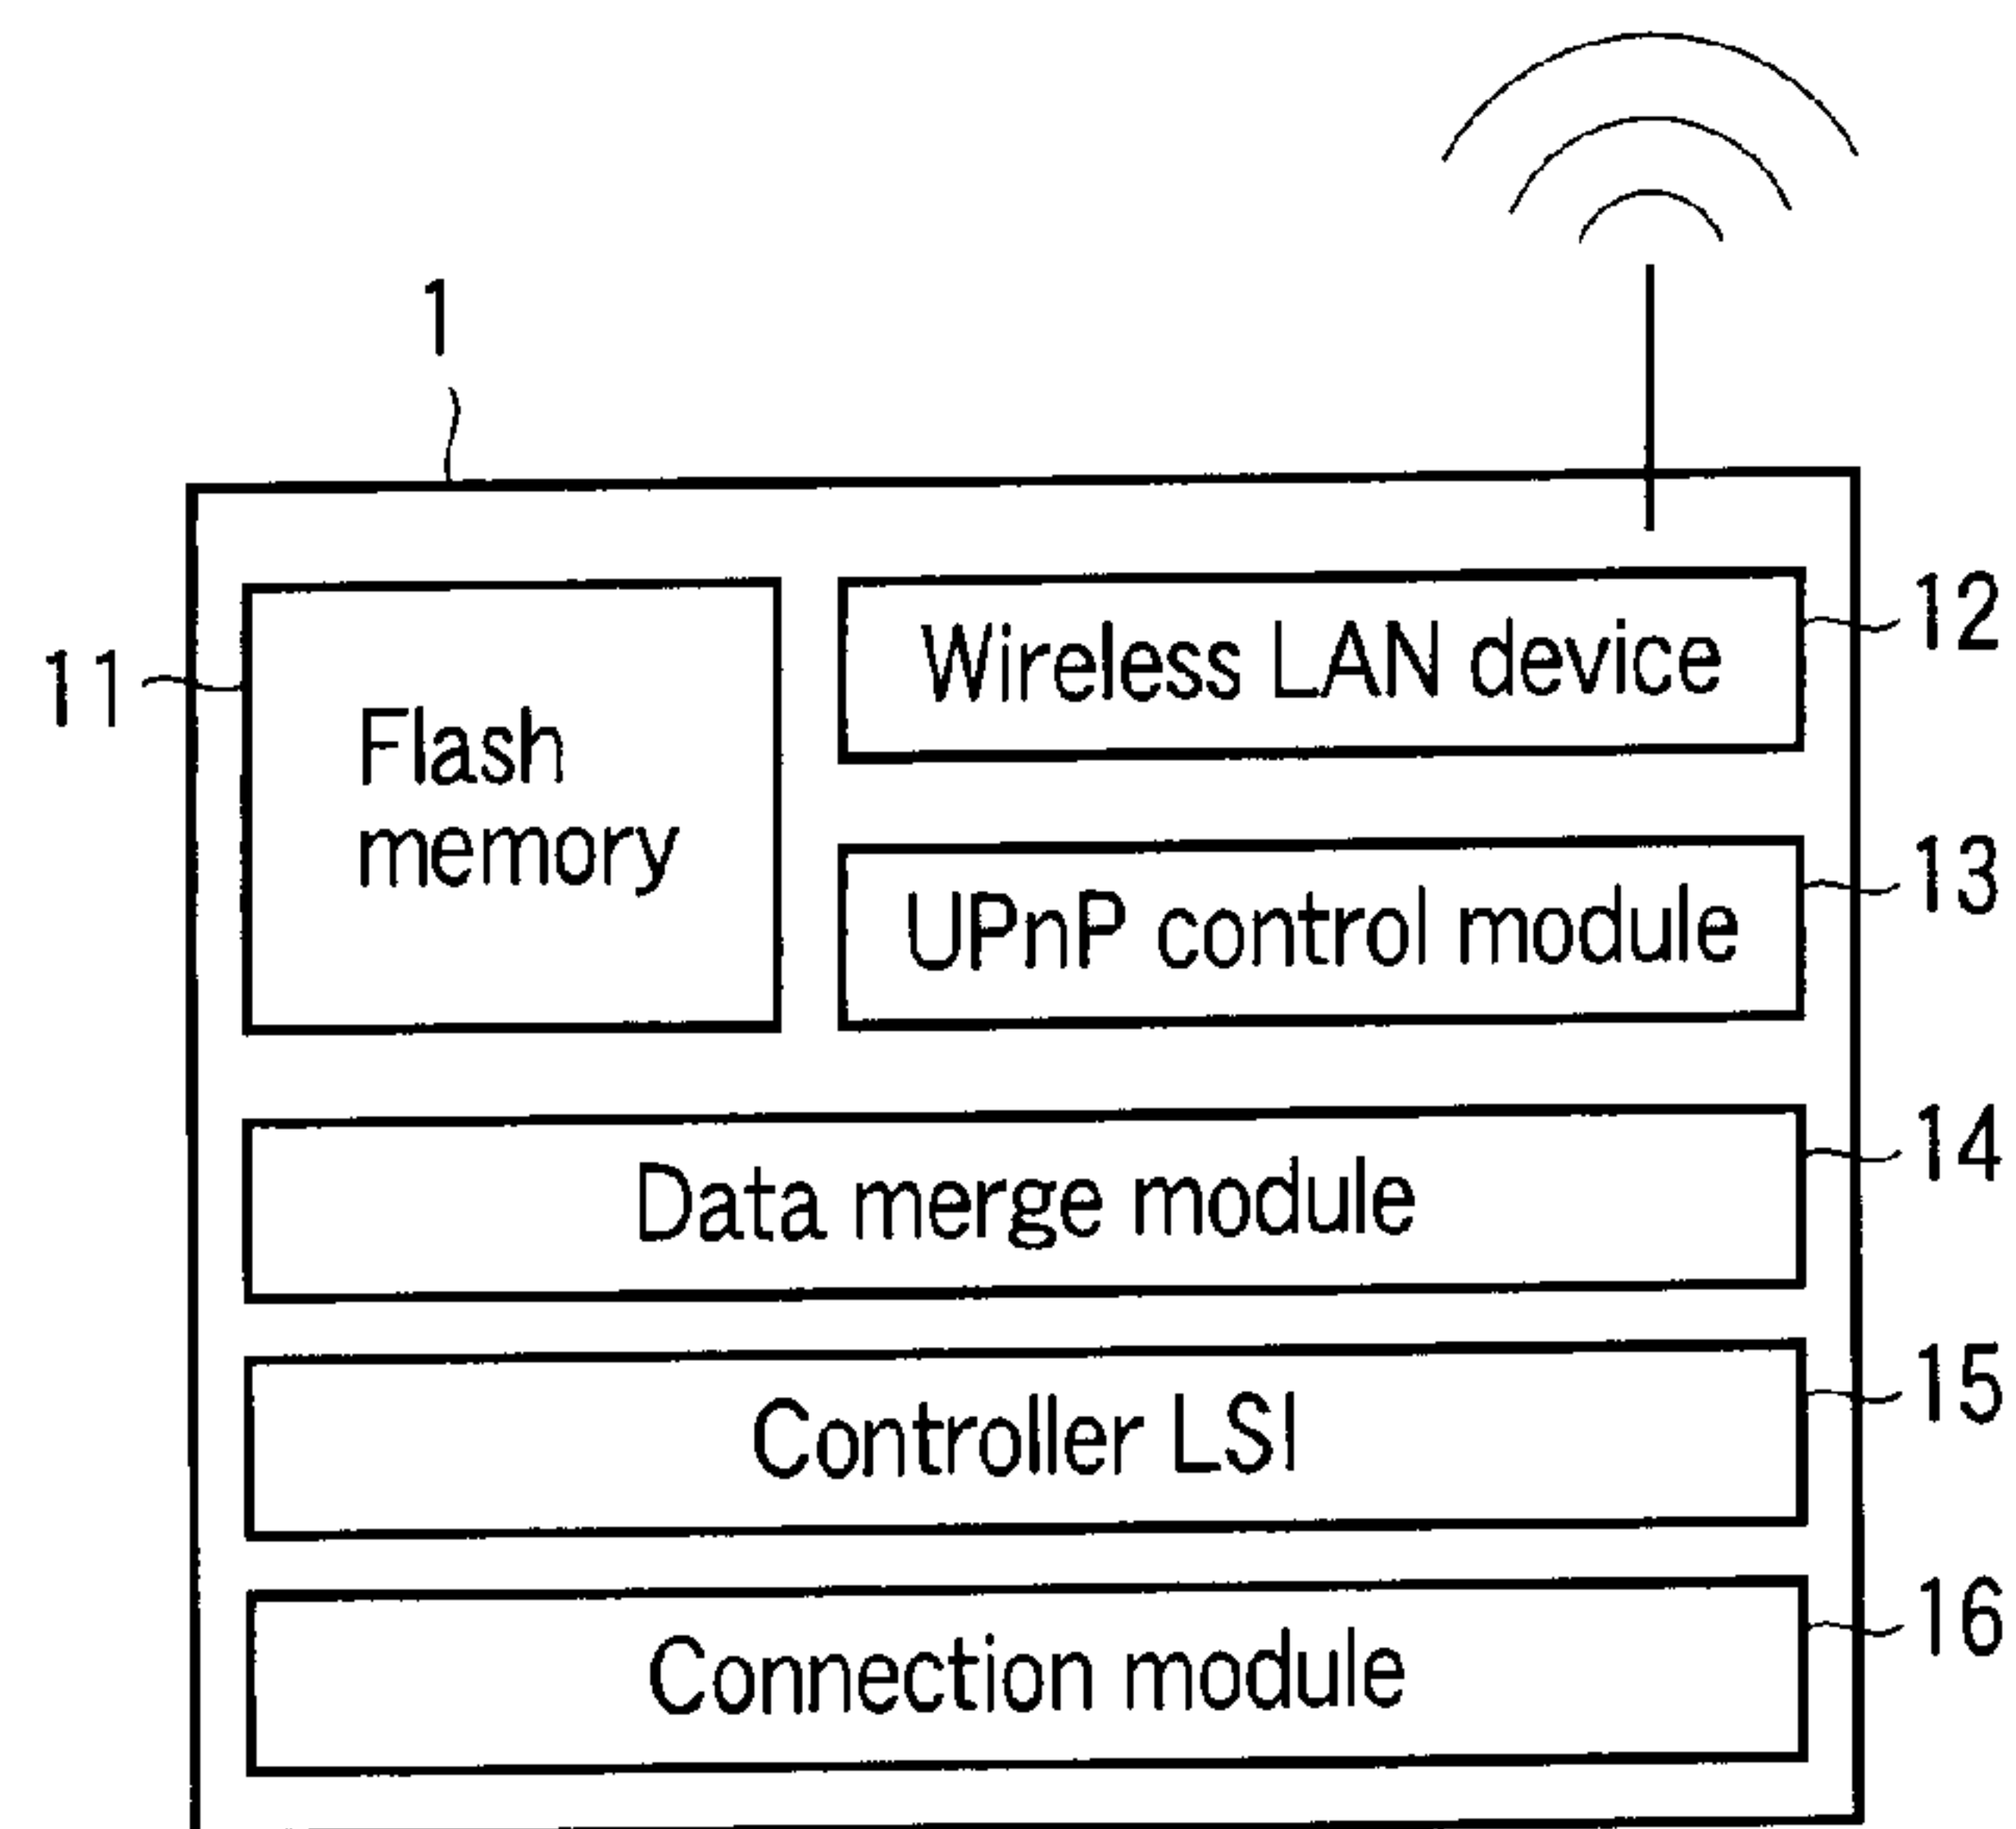 1
11
Flash
memory
Wireless LAN device
12
UPnP control module
13
Data merge module
14
Controller LSI
15
Connection module
16